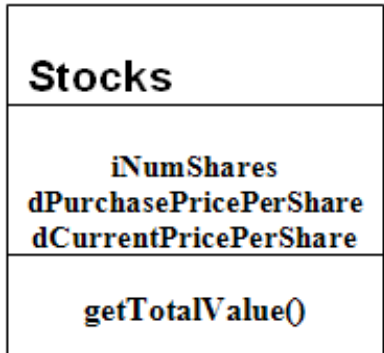 Stocks
iNumShares
dPurchasePricePerShare
dCurrentPricePerShare
getTotalValue()